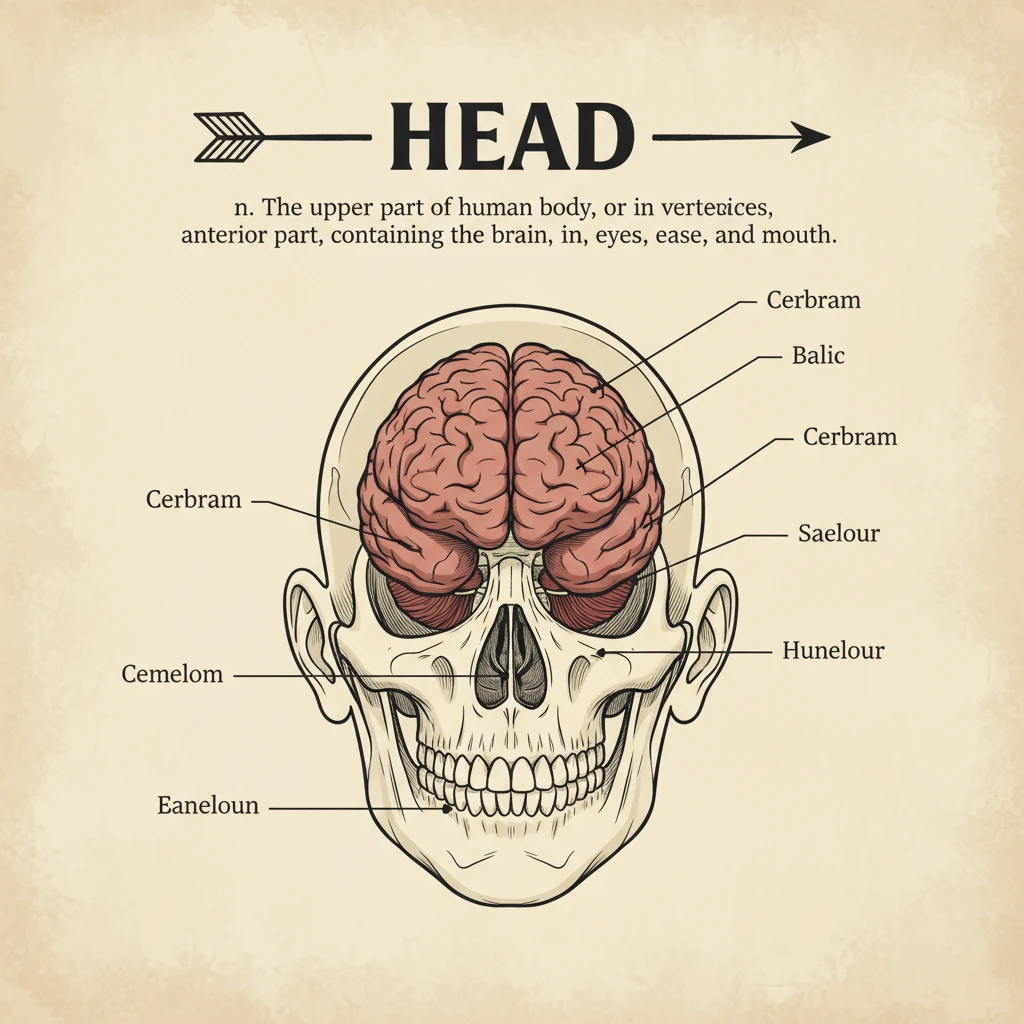 HEAD
n. The upper part of human body, or in
anterior part, containing the brain, in, eyes, ease, and mouth.
Cerbram
Balic
Cerbram
Cerbram
Saelour
Hunelour
Cemelom
Eaneloun